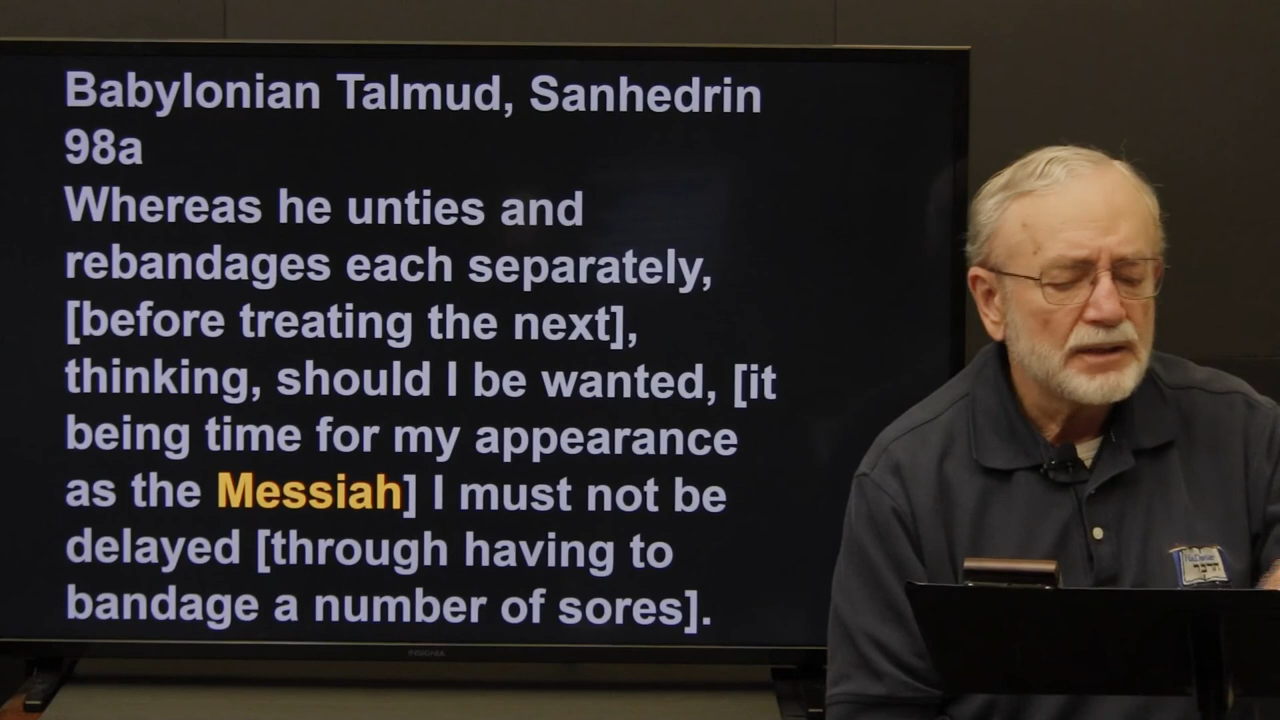 Babylonian Talmud, Sanhedrin
98a
Whereas he unties and
rebandages each separately,
[before treating the next],
thinking, should I be wanted, [it
being time for my appearance
as the Messiah] I must not be
delayed [through having to
bandage a number of sores].
INSIGNIA